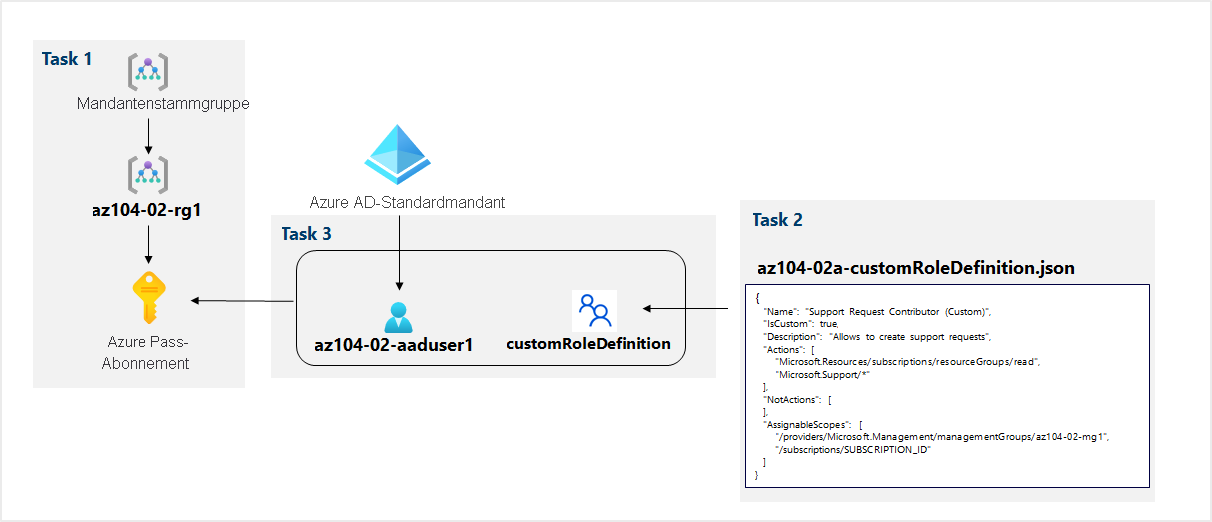 Task 1
Mandantenstammgruppe
az104-02-rg1
Azure Pass-
Abonnement
Azure AD-Standardmandant
Task 3
az104-02-aaduser1
customRoleDefinition
Task 2
az104-02a-customRoleDefinition.json
{
"Name": "Support Request Contributor (Custom)",
"IsCustom": true,
"Description": "Allows to create support requests",
"Actions": [
"Microsoft.Resources/subscriptions/resourceGroups/read",
"Microsoft.Support/*"
],
"NotActions": [
],
"AssignableScopes": [
"/providers/Microsoft.Management/managementGroups/az104-02-mg1",
"/subscriptions/SUBSCRIPTION_ID"
]
}